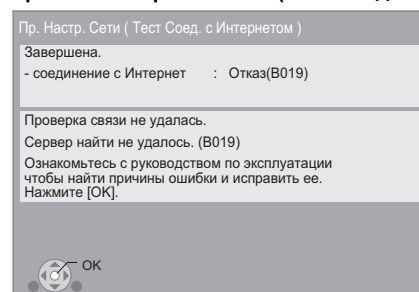 Пр. Настр. Сети ( Тест Соед. с Интернетом )
Завершена.
- соединение с Интернет : Отказ(B019)
Проверка связи не удалась.
Сервер найти не удалось. (B019)
Ознакомьтесь с руководством по эксплуатации
чтобы найти причины ошибки и исправить ее.
Нажмите [OK].
OK